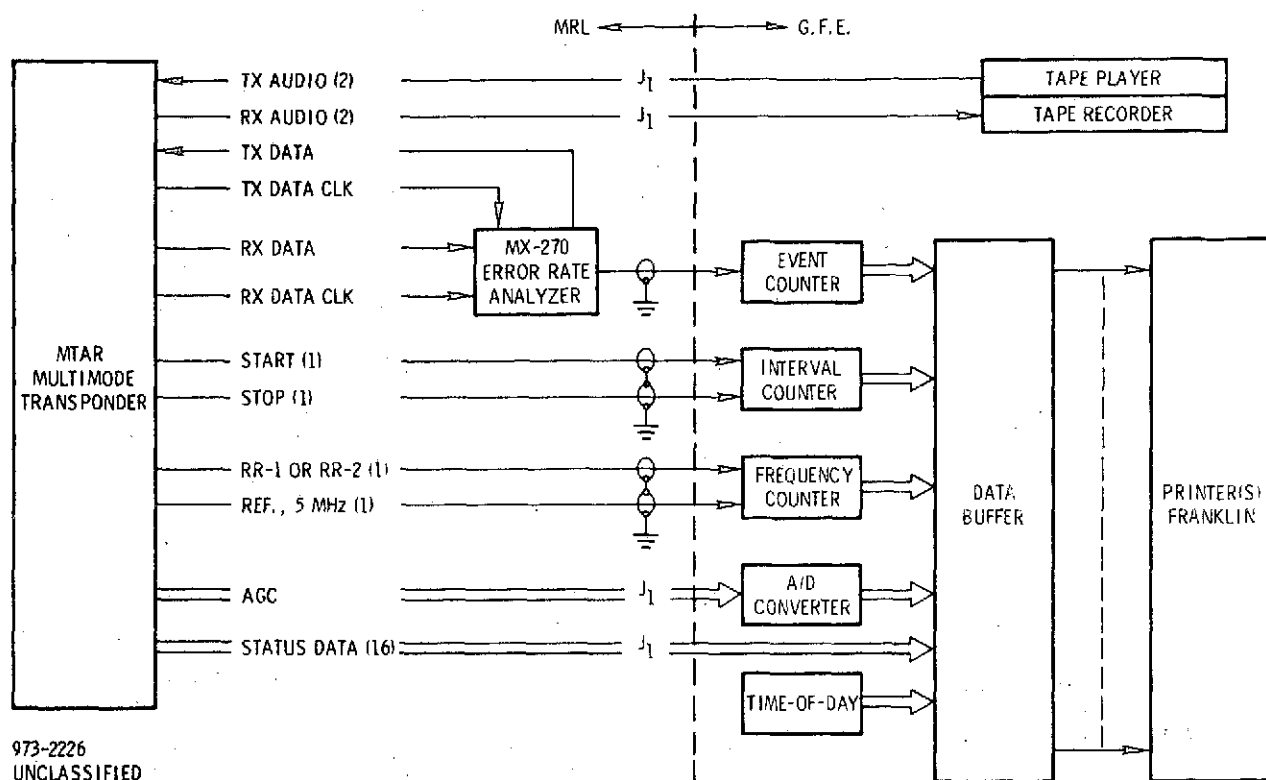 MRL G.F.E.
TX AUDIO (2) J1 TAPE PLAYER
RX AUDIO (2) J1 TAPE RECORDER
TX DATA
TX DATA CLK
RX DATA
RX DATA CLK
MX-270
ERROR RATE
ANALYZER
EVENT
COUNTER
MTAR
MULTIMODE
TRANSPONDER
START (1)
STOP (1)
INTERVAL
COUNTER
RR-1 OR RR-2 (1)
REF., 5 MHz (1)
FREQUENCY
COUNTER
DATA
BUFFER
PRINTER(S)
FRANKLIN
AGC J1
A/D
CONVERTER
STATUS DATA (16) J1
TIME-OF-DAY
973-2226
UNCLASSIFIED